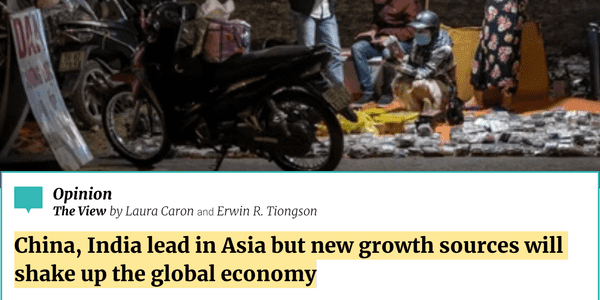 DA!
Opinion
The View by Laura Caron and Erwin R. Tiongson
China, India lead in Asia but new growth sources will
shake up the global economy